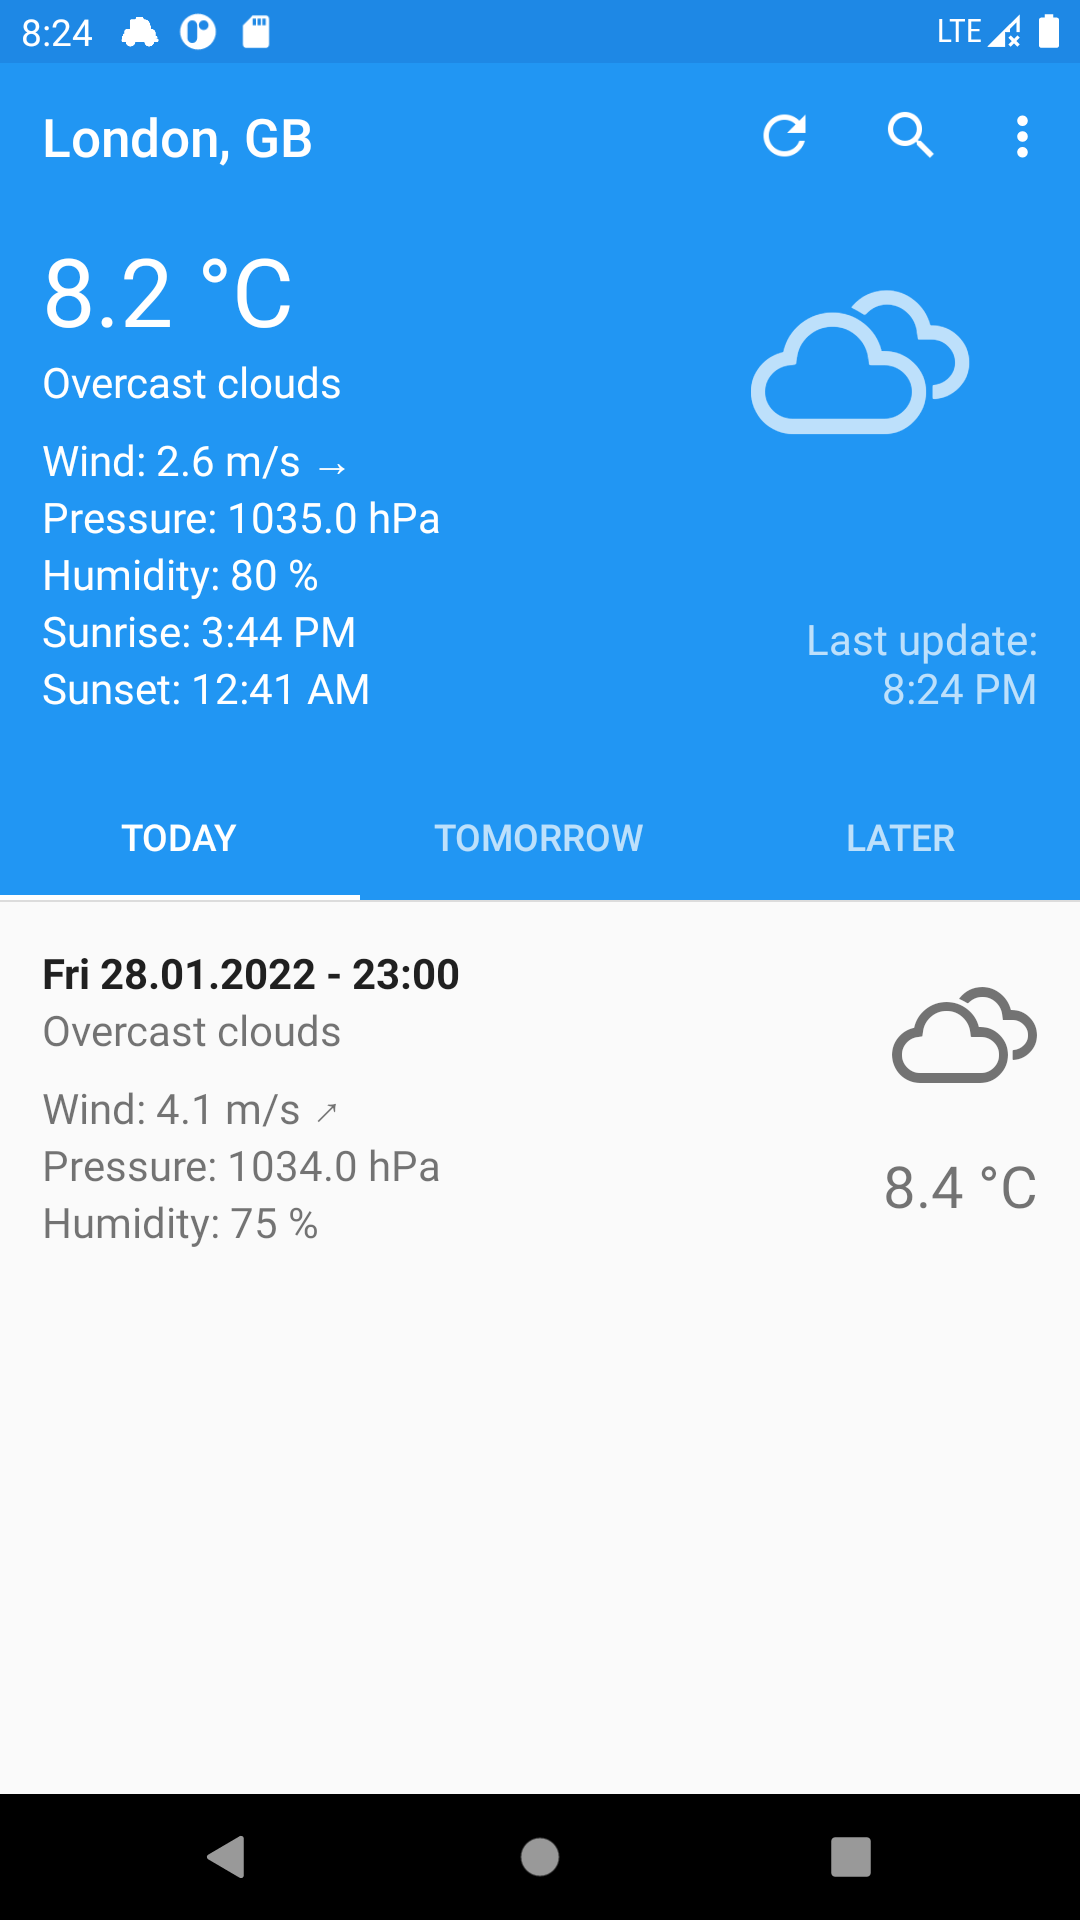 8:24
LTE
London, GB
8.2 °C
Overcast clouds
Wind: 2.6 m/s →
Pressure: 1035.0 hPa
Humidity: 80 %
Sunrise: 3:44 PM
Sunset: 12:41 AM
Last update:
8:24 PM
TODAY TOMORROW LATER
Fri 28.01.2022 - 23:00
Overcast clouds
Wind: 4.1 m/s ↗
Pressure: 1034.0 hPa
Humidity: 75 %
8.4 °C